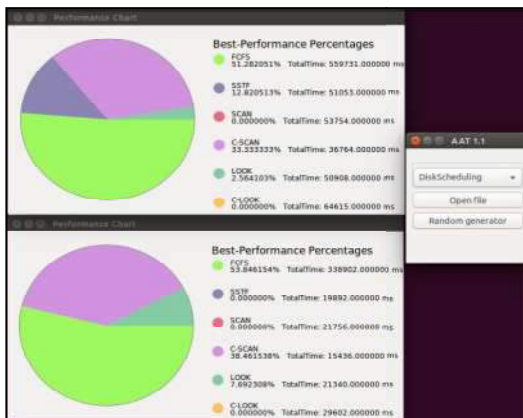 Performance Chart
Best-Performance Percentages
FCFS
51.282051% TotalTime: 559731.000000 ms
SSTF
12.820513% TotalTime: 51053.000000 ms
SCAN
0.000000% TotalTime: 53754.000000 ms
C-SCAN
33.333333% TotalTime: 36764.000000 ms
LOOK
2.564103% TotalTime: 50908.000000 ms
C-LOOK
0.000000% TotalTime: 64615.000000 ms
AAT 1.1
DiskScheduling
Open file
Random generator
Performance Chart
Best-Performance Percentages
FCFS
53.846154% TotalTime: 338902.000000 ms
SSTF
0.000000% TotalTime: 19892.000000 ms
SCAN
0.000000% TotalTime: 21756.000000 ms
C-SCAN
38.461538% TotalTime: 15436.000000 ms
LOOK
7.692308% TotalTime: 21360.000000 ms
C-LOOK
0.000000% TotalTime: 29602.000000 ms